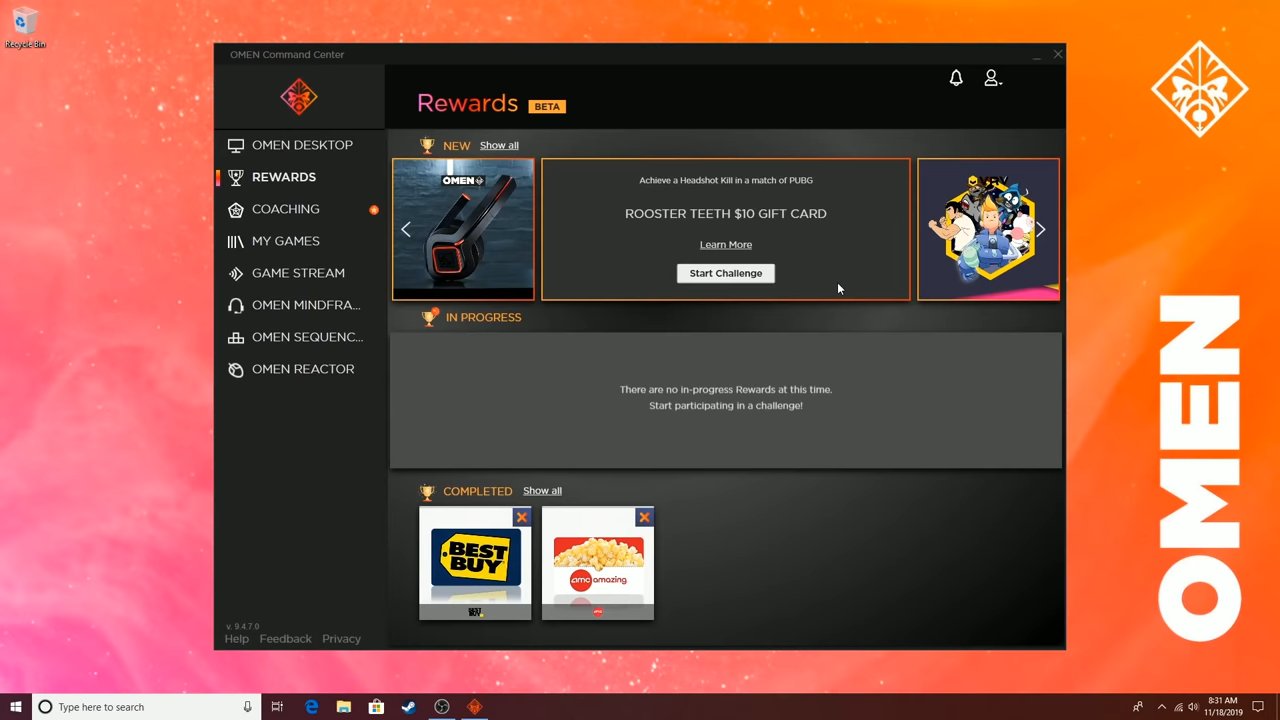 Recycle Bin
OMEN Command Center
Rewards BETA
OMEN DESKTOP
REWARDS
COACHING
MY GAMES
GAME STREAM
OMEN MINDFRA...
OMEN SEQUENC...
OMEN REACTOR
NEW Show all
OMEN
Achieve a Headshot Kill in a match of PUBG
ROOSTER TEETH $10 GIFT CARD
Learn More
Start Challenge
VRV
IN PROGRESS
There are no in-progress Rewards at this time.
Start participating in a challenge!
COMPLETED Show all
BEST
BUY
BEST
BUY
amc amazing
amc
v. 9.4.7.0
Help Feedback Privacy
OMEN
Type here to search
8:31 AM
11/18/2019